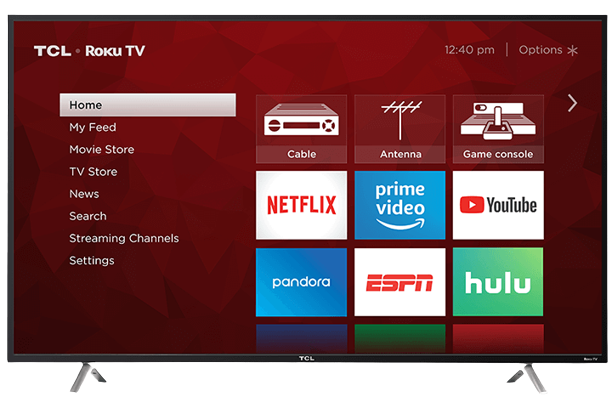 TCL • Roku TV
12:40 pm | Options ✻
Home
My Feed
Movie Store
TV Store
News
Search
Streaming Channels
Settings
Cable
Antenna
Game console
NETFLIX
prime
video
YouTube
pandora
ESPN
hulu
TCL
Roku TV